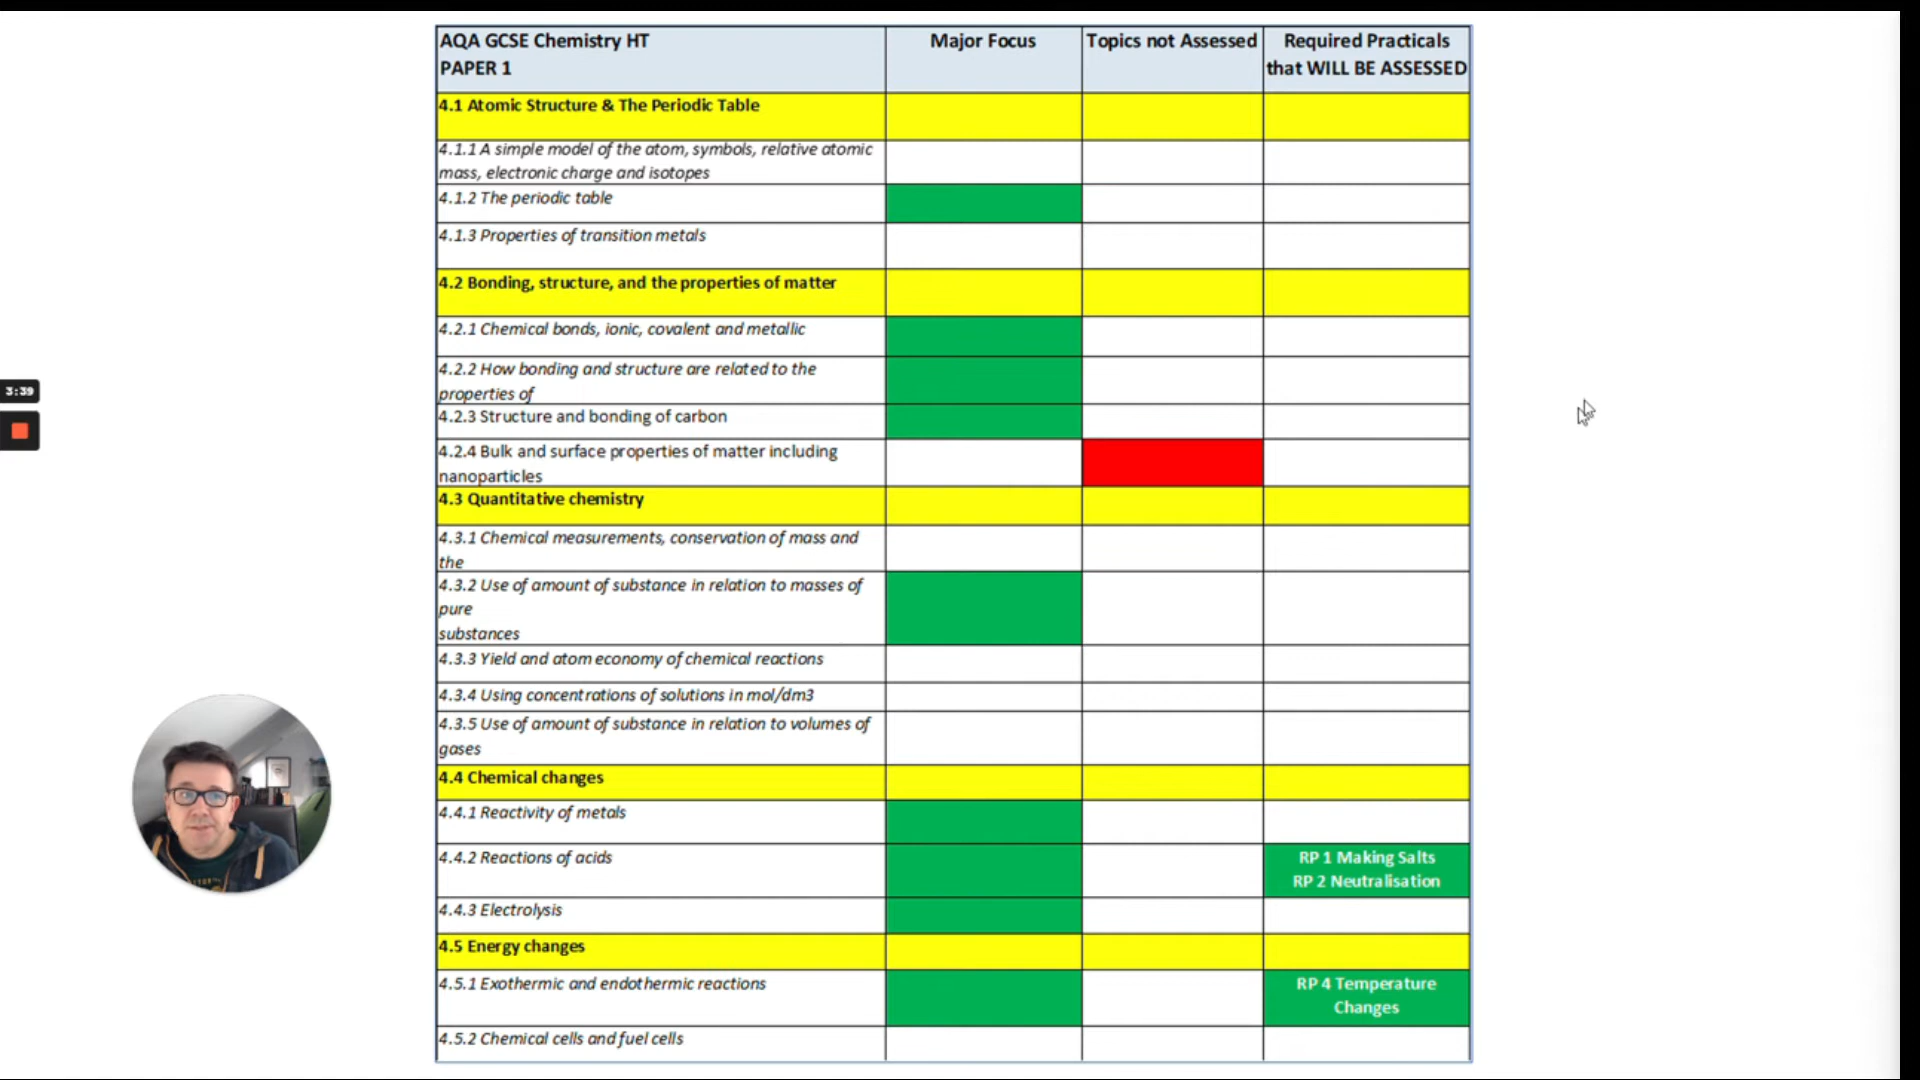 AQA GCSE Chemistry HT
PAPER 1
Major Focus
Topics not Assessed
Required Practicals
that WILL BE ASSESSED
4.1 Atomic Structure & The Periodic Table
4.1.1 A simple model of the atom, symbols, relative atomic
mass, electronic charge and isotopes
4.1.2 The periodic table
4.1.3 Properties of transition metals
4.2 Bonding, structure, and the properties of matter
4.2.1 Chemical bonds, ionic, covalent and metallic
4.2.2 How bonding and structure are related to the
properties of
4.2.3 Structure and bonding of carbon
4.2.4 Bulk and surface properties of matter including
nanoparticles
4.3 Quantitative chemistry
4.3.1 Chemical measurements, conservation of mass and
the
4.3.2 Use of amount of substance in relation to masses of
pure
substances
4.3.3 Yield and atom economy of chemical reactions
4.3.4 Using concentrations of solutions in mol/dm3
4.3.5 Use of amount of substance in relation to volumes of
gases
4.4 Chemical changes
4.4.1 Reactivity of metals
4.4.2 Reactions of acids
RP 1 Making Salts
RP 2 Neutralisation
4.4.3 Electrolysis
4.5 Energy changes
4.5.1 Exothermic and endothermic reactions
RP 4 Temperature
Changes
4.5.2 Chemical cells and fuel cells
3:39